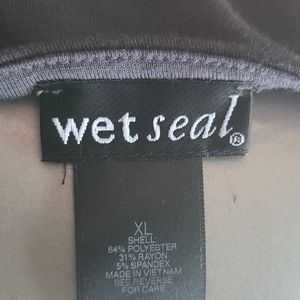 wet seal®
XL
SHELL
64% POLYESTER
31% RAYON
5% SPANDEX
MADE IN VIETNAM
SEE REVERSE
FOR CARE